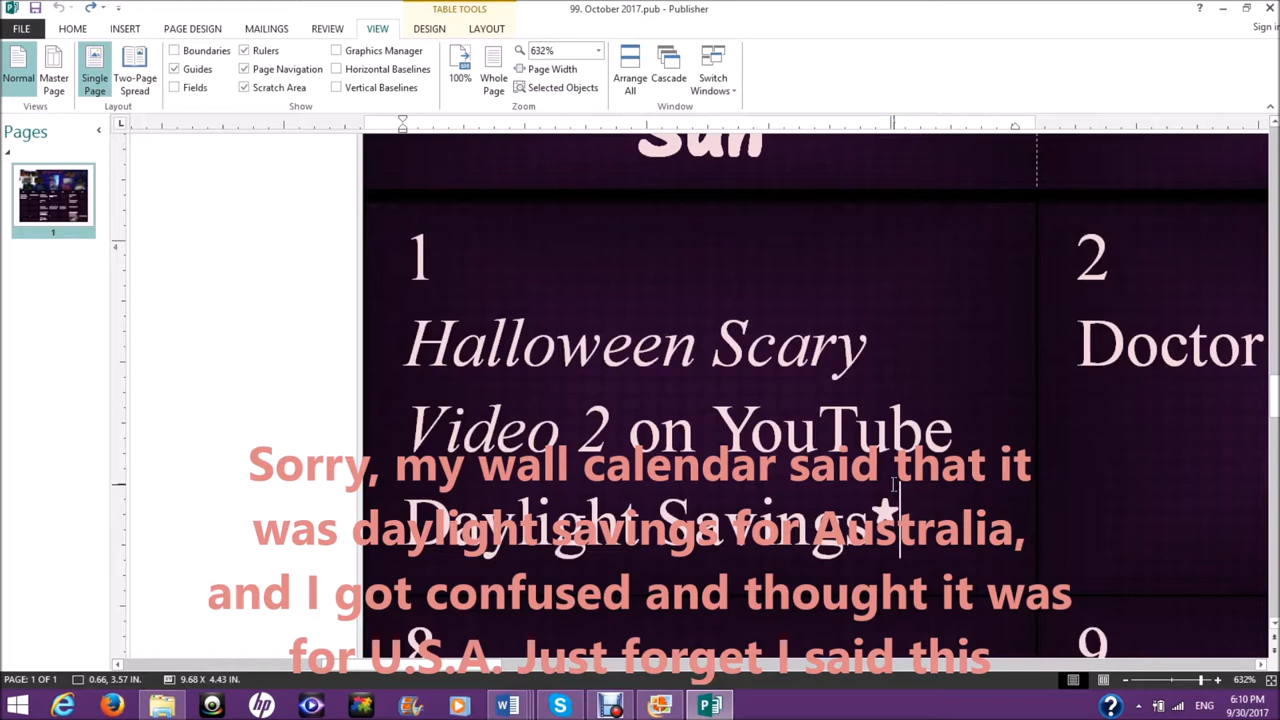 TABLE TOOLS
99. October 2017.pub - Publisher
FILE HOME INSERT PAGE DESIGN MAILINGS REVIEW VIEW DESIGN LAYOUT
Sign in
Normal
Master Page
Views
Single Page
Two-Page Spread
Layout
Boundaries
Guides
Fields
Rulers
Page Navigation
Scratch Area
Graphics Manager
Horizontal Baselines
Vertical Baselines
Show
100%
Whole Page
632%
Page Width
Selected Objects
Zoom
Arrange All
Cascade
Switch Windows
Window
Pages
1
Sun
1
Halloween Scary
Video 2 on YouTube
Daylight Savings*
2
Doctor
8
9
Sorry, my wall calendar said that it
was daylight savings for Australia,
and I got confused and thought it was
for U.S.A. Just forget I said this
PAGE: 1 OF 1
0.66, 3.57 IN.
9.68 x 4.43 IN.
632%
ENG
6:10 PM
9/30/2017